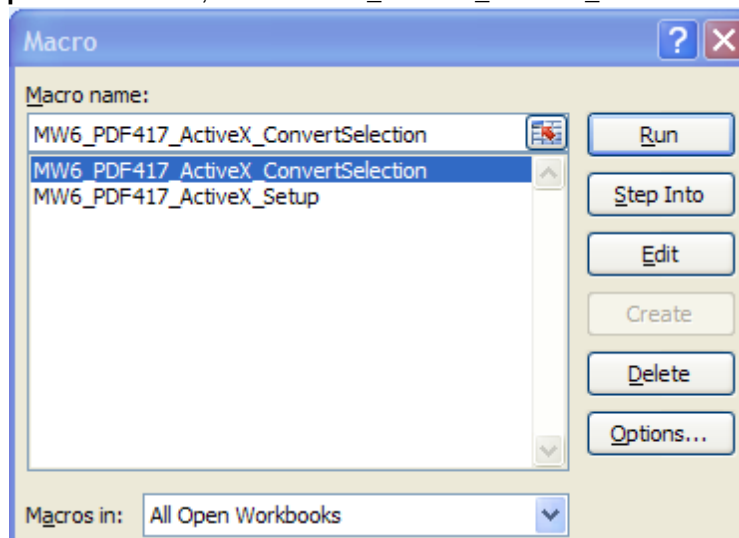 Macro
Macro name:
MW6_PDF417_ActiveX_ConvertSelection
Run
MW6_PDF417_ActiveX_ConvertSelection
MW6_PDF417_ActiveX_Setup
Step Into
Edit
Create
Delete
Options...
Macros in: All Open Workbooks